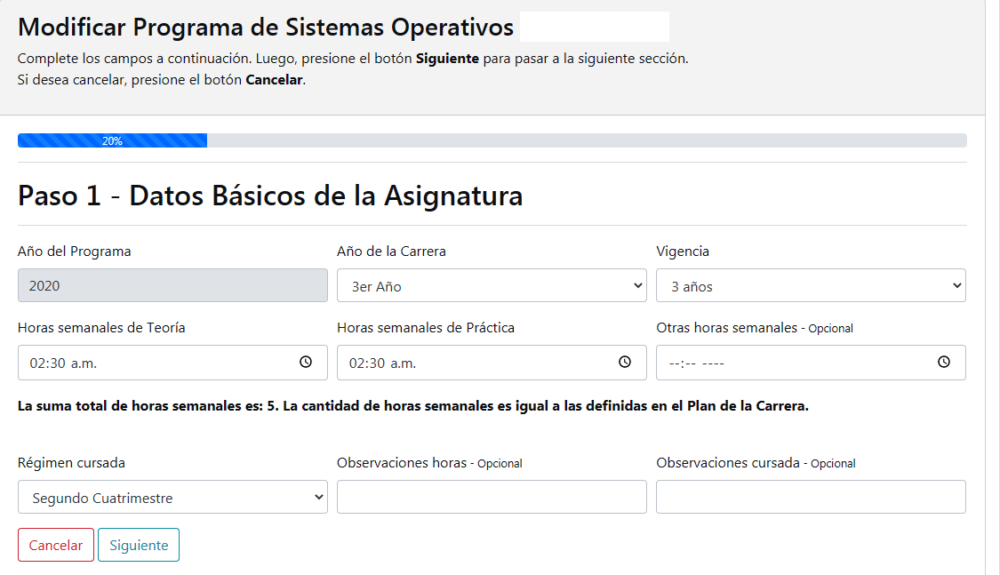 Modificar Programa de Sistemas Operativos
Complete los campos a continuación. Luego, presione el botón Siguiente para pasar a la siguiente sección.
Si desea cancelar, presione el botón Cancelar.
20%
Paso 1 - Datos Básicos de la Asignatura
Año del Programa
Año de la Carrera
Vigencia
2020
3er Año
3 años
Horas semanales de Teoría
Horas semanales de Práctica
Otras horas semanales - Opcional
02:30 a.m.
02:30 a.m.
--:-- ----
La suma total de horas semanales es: 5. La cantidad de horas semanales es igual a las definidas en el Plan de la Carrera.
Régimen cursada
Observaciones horas - Opcional
Observaciones cursada - Opcional
Segundo Cuatrimestre
Cancelar
Siguiente